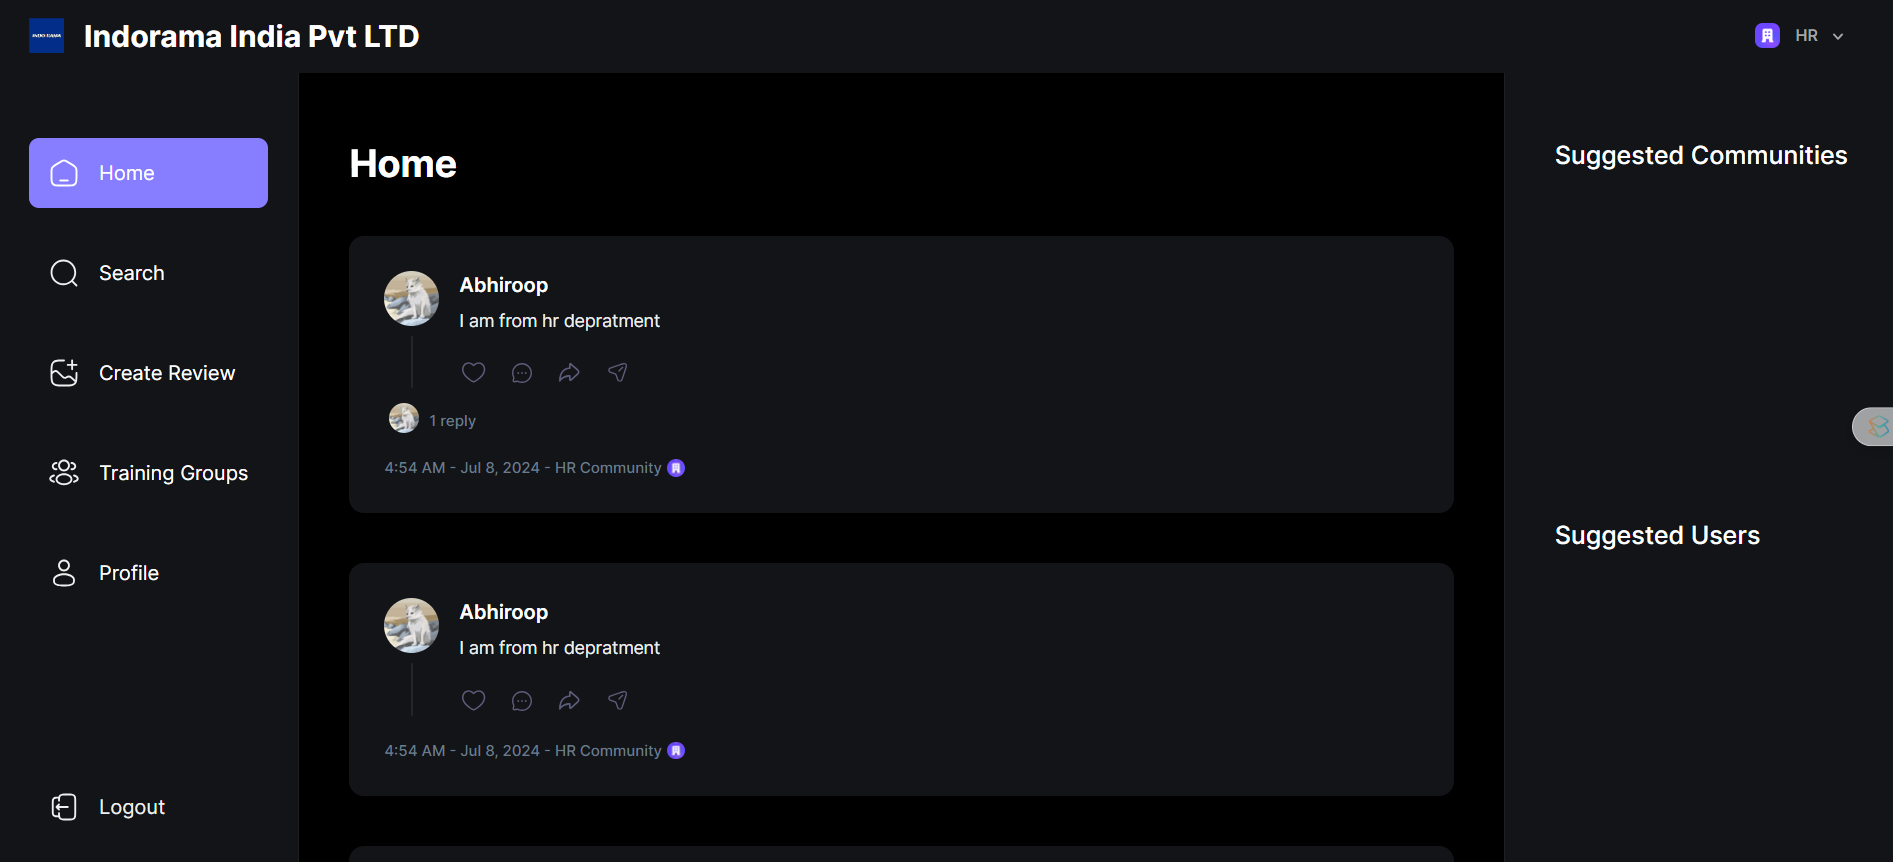 INDO RAMA
Indorama India Pvt LTD
HR
Home
Search
Create Review
Training Groups
Profile
Logout
Home
Abhiroop
I am from hr depratment
1 reply
4:54 AM - Jul 8, 2024 - HR Community
Abhiroop
I am from hr depratment
4:54 AM - Jul 8, 2024 - HR Community
Suggested Communities
Suggested Users